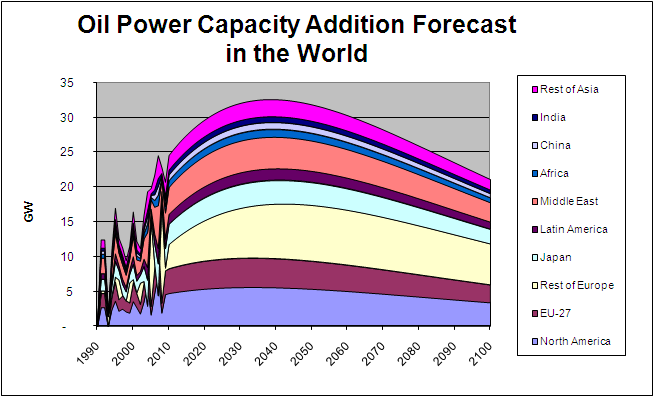 Oil Power Capacity Addition Forecast
in the World
35
30
25
20
15
10
5
-
GW
1990
2000
2010
2020
2030
2040
2050
2060
2070
2080
2090
2100
Rest of Asia
India
China
Africa
Middle East
Latin America
Japan
Rest of Europe
EU-27
North America